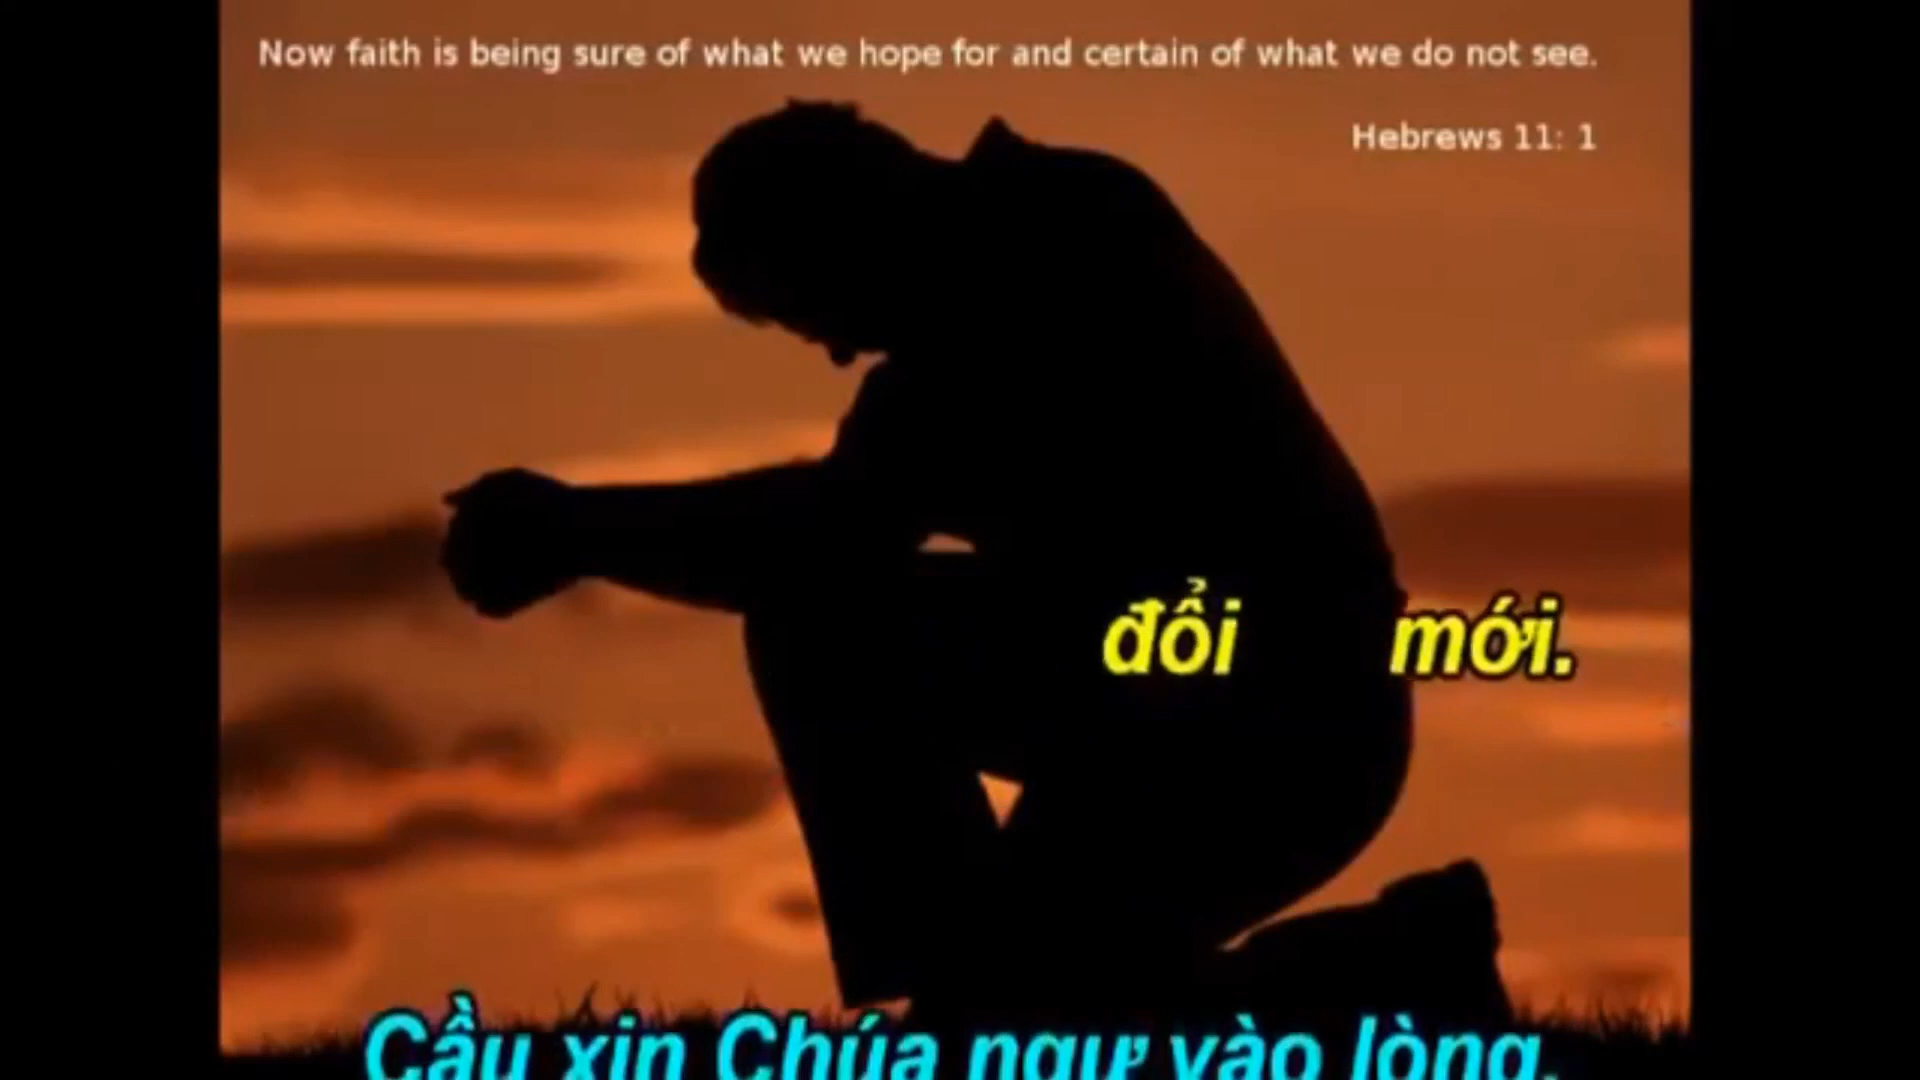 Now faith is being sure of what we hope for and certain of what we do not see.
Hebrews 11: 1
đổi mới.
Cầu xin Chúa ngự vào lòng.